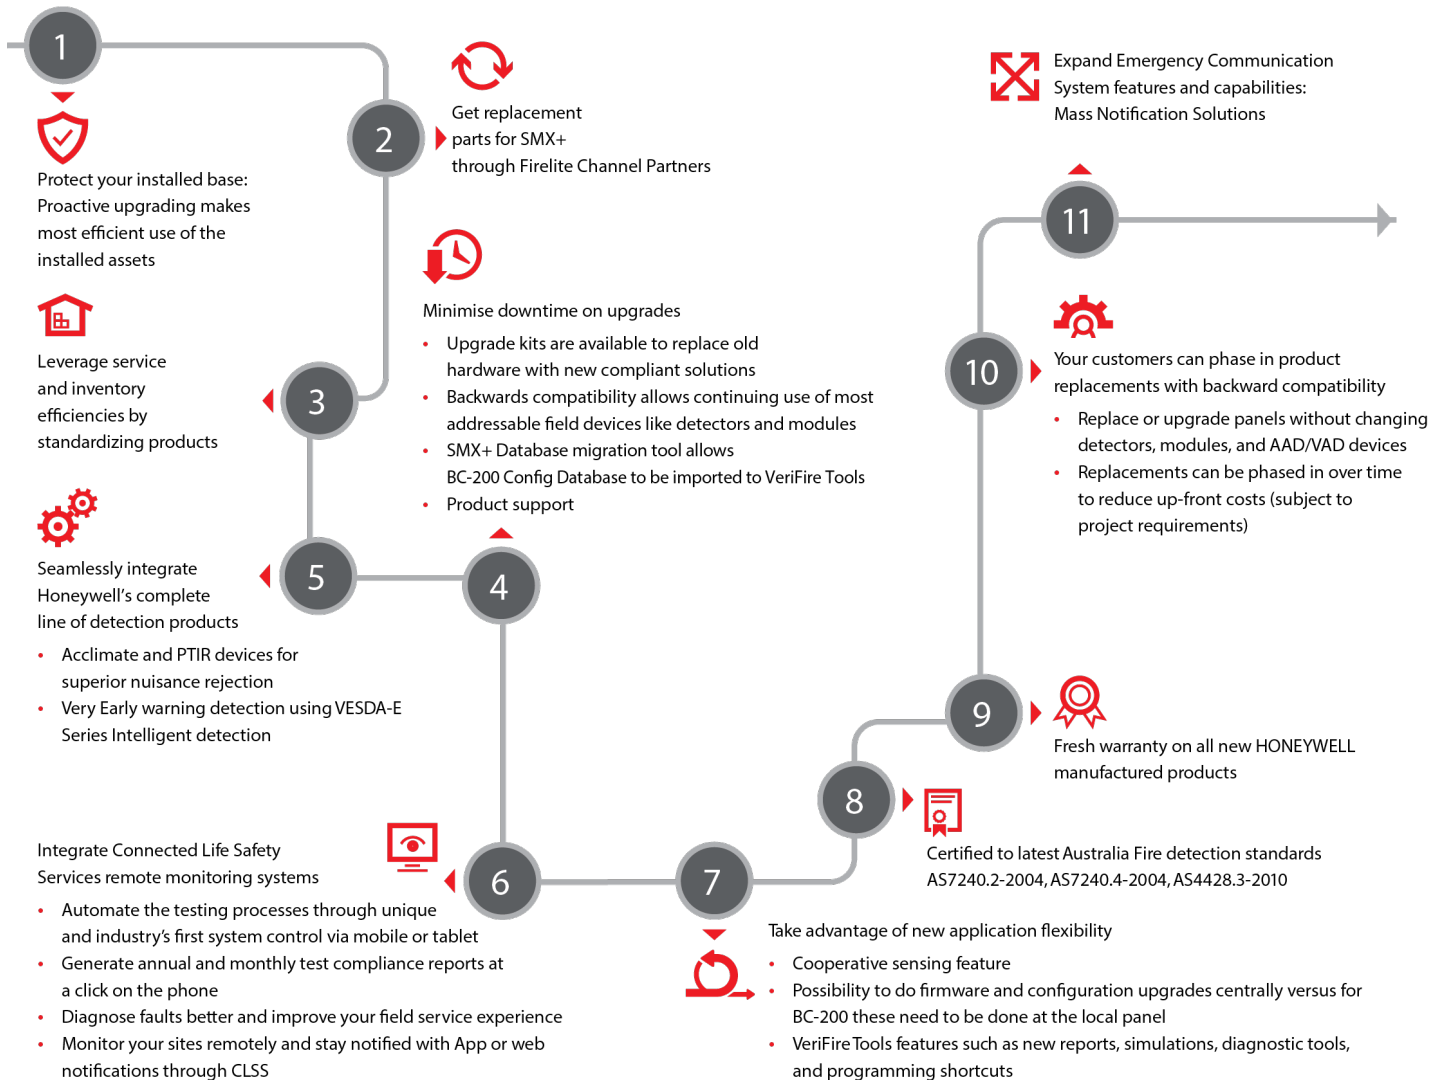 1
Protect your installed base:
Proactive upgrading makes
most efficient use of the
installed assets
2
Get replacement
parts for SMX+
through Firelite Channel Partners
3
Leverage service
and inventory
efficiencies by
standardizing products
4
Minimise downtime on upgrades
• Upgrade kits are available to replace old
hardware with new compliant solutions
• Backwards compatibility allows continuing use of most
addressable field devices like detectors and modules
• SMX+ Database migration tool allows
BC-200 Config Database to be imported to VeriFire Tools
• Product support
5
Seamlessly integrate
Honeywell's complete
line of detection products
• Acclimate and PTIR devices for
superior nuisance rejection
• Very Early warning detection using VESDA-E
Series Intelligent detection
6
Integrate Connected Life Safety
Services remote monitoring systems
• Automate the testing processes through unique
and industry's first system control via mobile or tablet
• Generate annual and monthly test compliance reports at
a click on the phone
• Diagnose faults better and improve your field service experience
• Monitor your sites remotely and stay notified with App or web
notifications through CLSS
7
Take advantage of new application flexibility
• Cooperative sensing feature
• Possibility to do firmware and configuration upgrades centrally versus for
BC-200 these need to be done at the local panel
• VeriFire Tools features such as new reports, simulations, diagnostic tools,
and programming shortcuts
8
Certified to latest Australia Fire detection standards
AS7240.2-2004, AS7240.4-2004, AS4428.3-2010
9
Fresh warranty on all new HONEYWELL
manufactured products
10
Your customers can phase in product
replacements with backward compatibility
• Replace or upgrade panels without changing
detectors, modules, and AAD/VAD devices
• Replacements can be phased in over time
to reduce up-front costs (subject to
project requirements)
11
Expand Emergency Communication
System features and capabilities:
Mass Notification Solutions